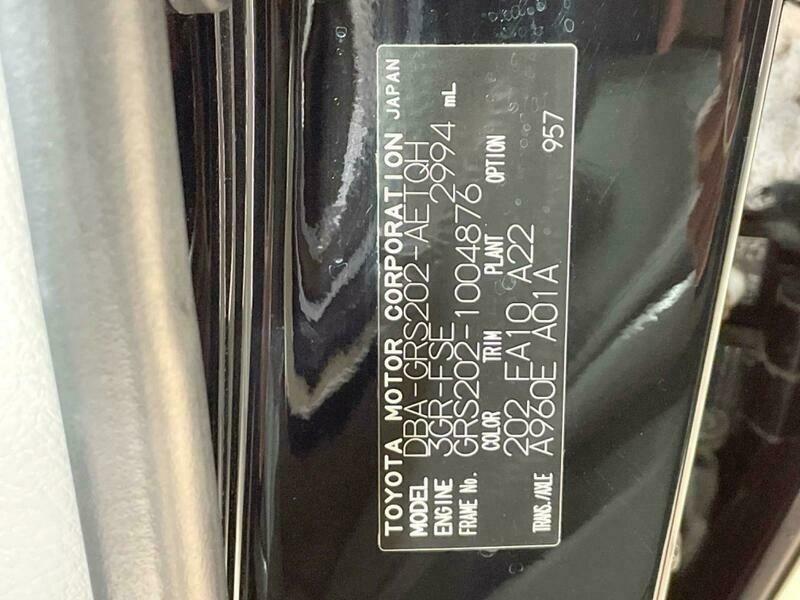 TOYOTA MOTOR CORPORATION JAPAN
MODEL DBA-GRS202-AETQH
ENGINE 3GR-FSE 2994 mL
FRAME No. GRS202-1004876
COLOR TRIM PLANT OPTION
202 FA10 A22
TRANS./AXLE A960E A01A 957